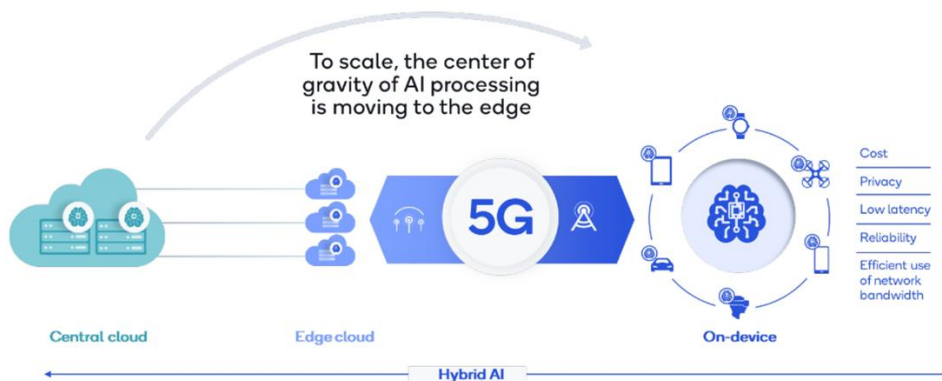 To scale, the center of
gravity of AI processing
is moving to the edge
5G
Cost
Privacy
Low latency
Reliability
Efficient use
of network
bandwidth
Central cloud
Edge cloud
On-device
Hybrid AI